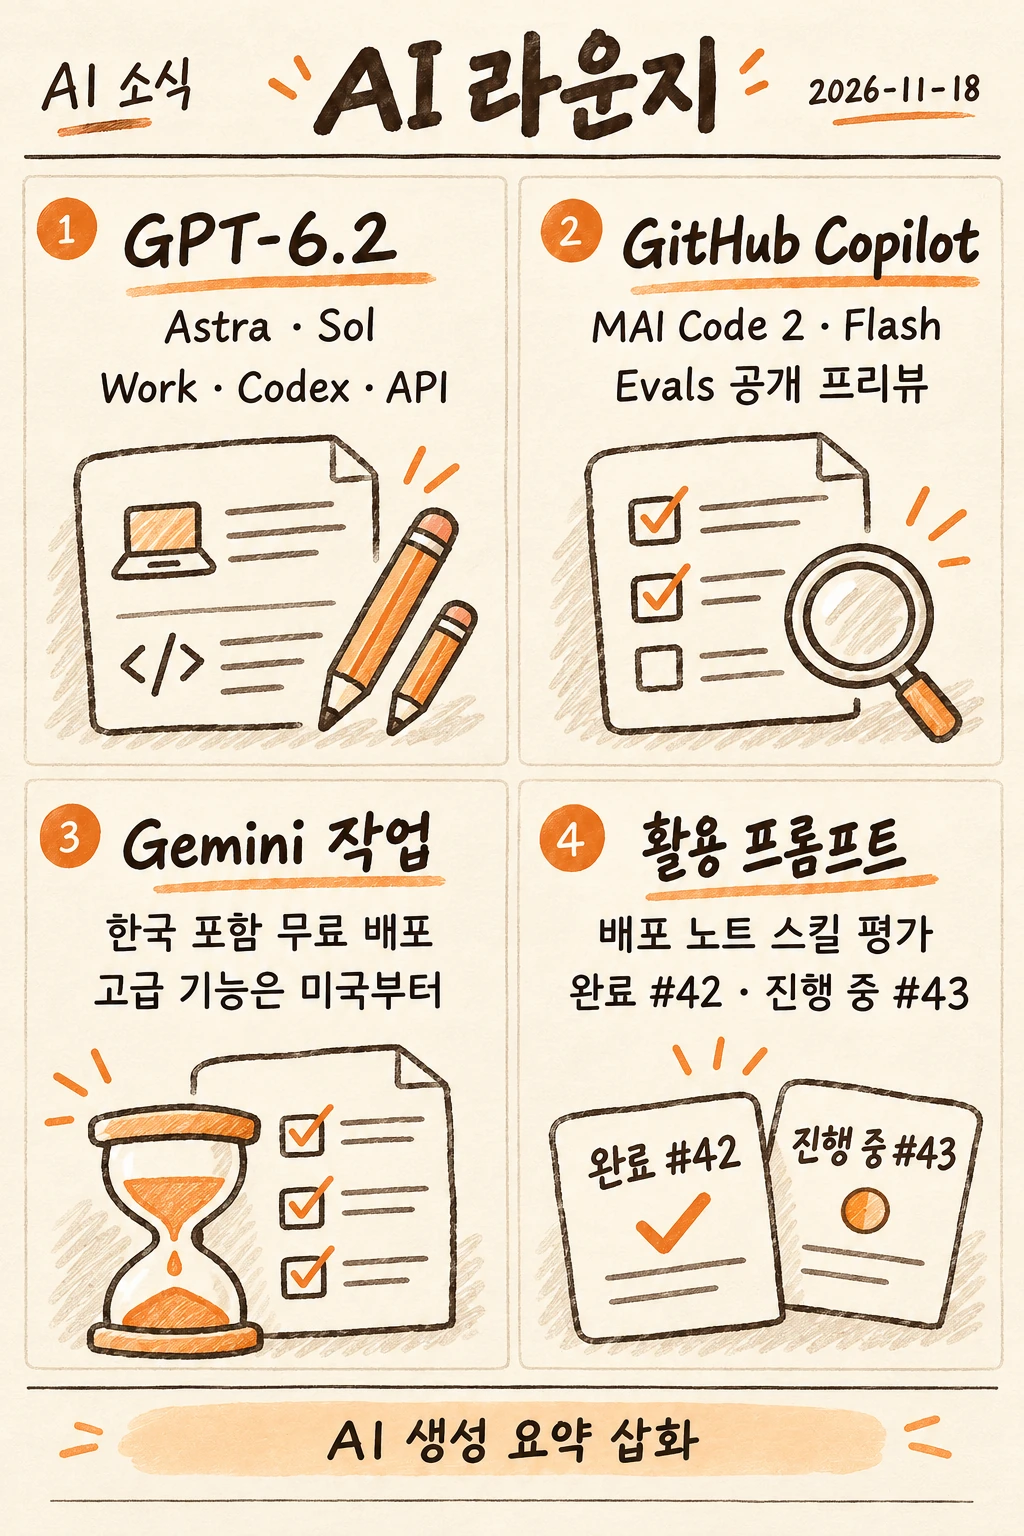 AI 소식
AI 라운지
2026-11-18
1
GPT-6.2
Astra · Sol
Work · Codex · API
</>
2
GitHub Copilot
MAI Code 2 · Flash
Evals 공개 프리뷰
3
Gemini 작업
한국 포함 무료 배포
고급 기능은 미국부터
4
활용 프롬프트
배포 노트 스킬 평가
완료 #42 · 진행 중 #43
완료 #42
진행 중 #43
AI 생성 요약 삽화